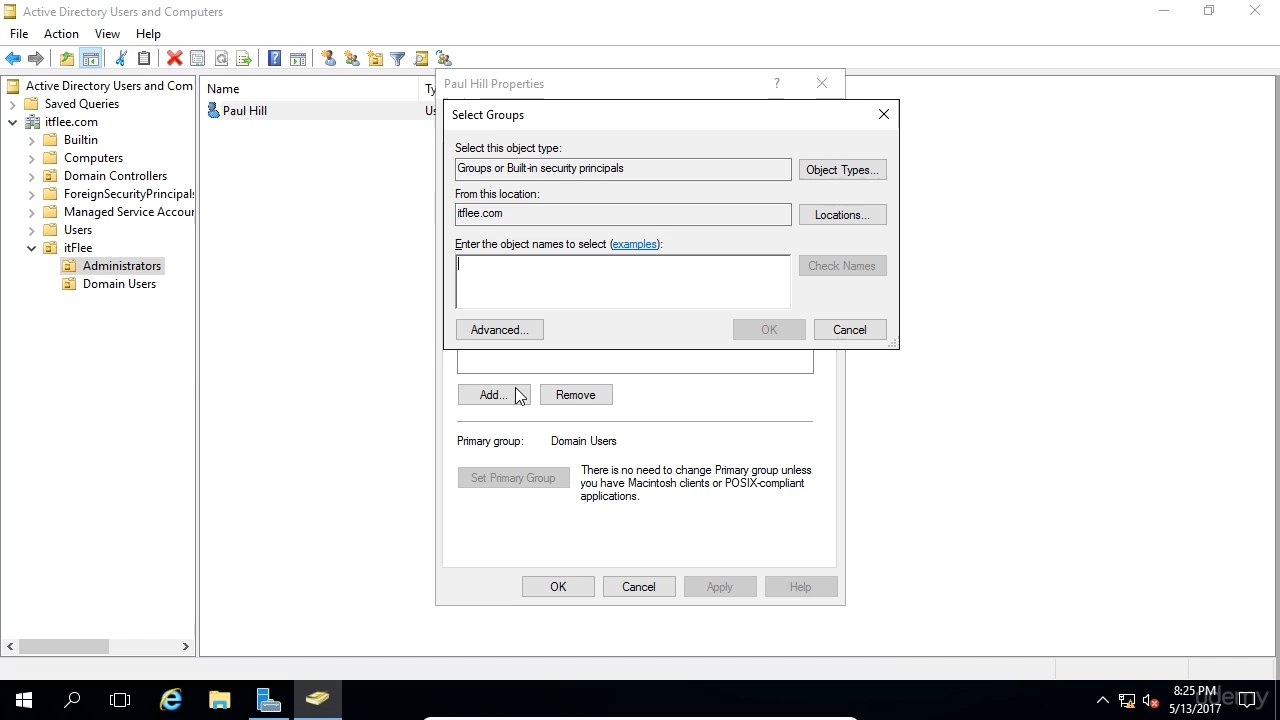 Active Directory Users and Computers
File Action View Help
Active Directory Users and Com
Saved Queries
itflee.com
Builtin
Computers
Domain Controllers
ForeignSecurityPrincipals
Managed Service Accour
Users
itFlee
Administrators
Domain Users
Name Ty
Paul Hill Us
Paul Hill Properties ?
Select Groups
Select this object type:
Groups or Built-in security principals Object Types...
From this location:
itflee.com Locations...
Enter the object names to select (examples):
Check Names
Advanced... OK Cancel
Add... Remove
Primary group: Domain Users
Set Primary Group
There is no need to change Primary group unless
you have Macintosh clients or POSIX-compliant
applications.
OK Cancel Apply Help
8:25 PM
5/13/2017
udemy